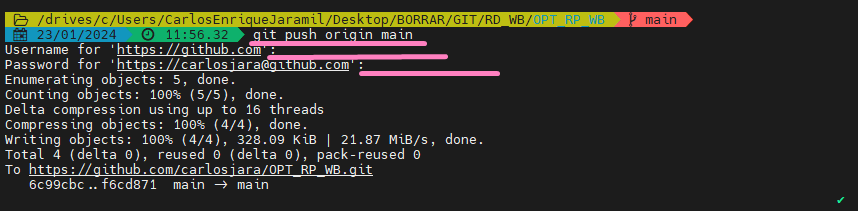 /drives/c/Users/CarlosEnriqueJaramil/Desktop/BORRAR/GIT/RD_WB/OPT_RP_WB main
23/01/2024 11:56.32 git push origin main
Username for 'https://github.com':
Password for 'https://carlosjara@github.com':
Enumerating objects: 5, done.
Counting objects: 100% (5/5), done.
Delta compression using up to 16 threads
Compressing objects: 100% (4/4), done.
Writing objects: 100% (4/4), 328.09 KiB | 21.87 MiB/s, done.
Total 4 (delta 0), reused 0 (delta 0), pack-reused 0
To https://github.com/carlosjara/OPT_RP_WB.git
6c99cbc..f6cd871 main -> main